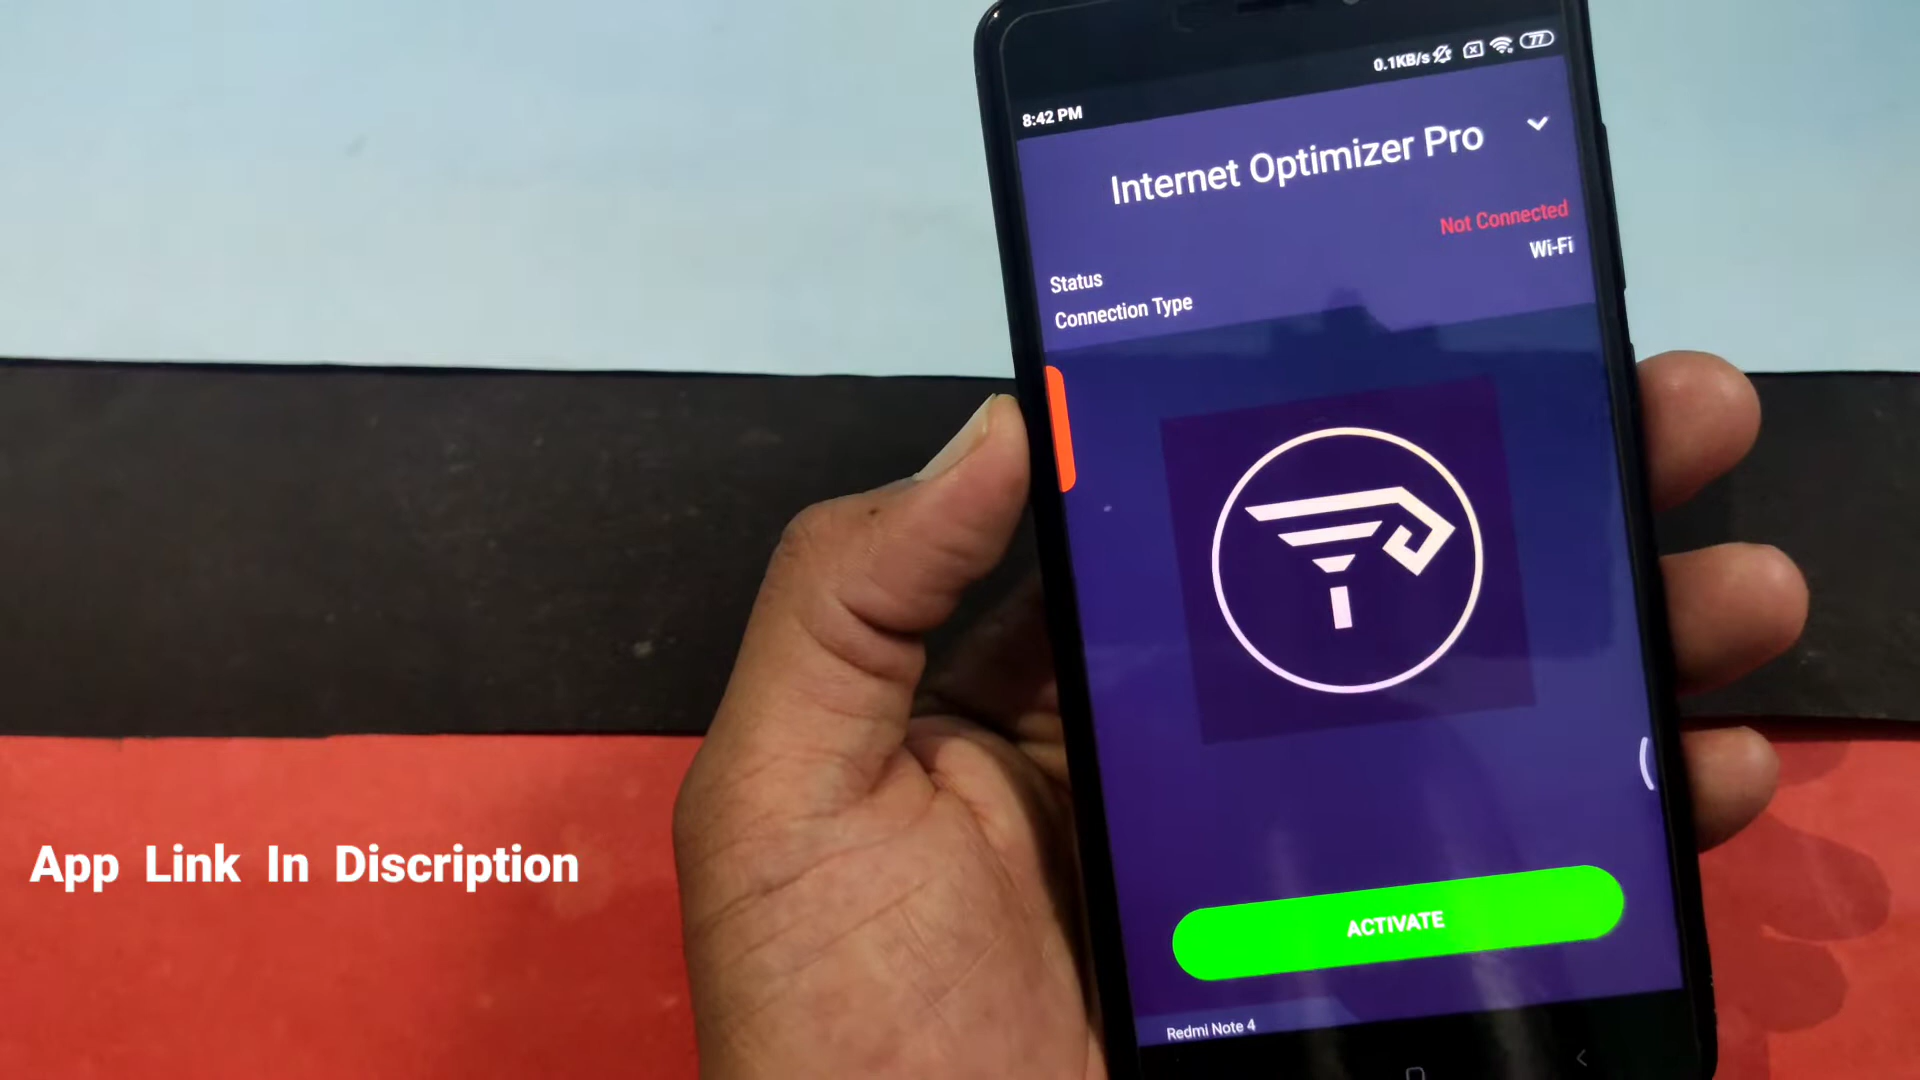 0.1KB/s
77
8:42 PM
Internet Optimizer Pro
Not Connected
Status
Wi-Fi
Connection Type
App Link In Discription
ACTIVATE
Redmi Note 4